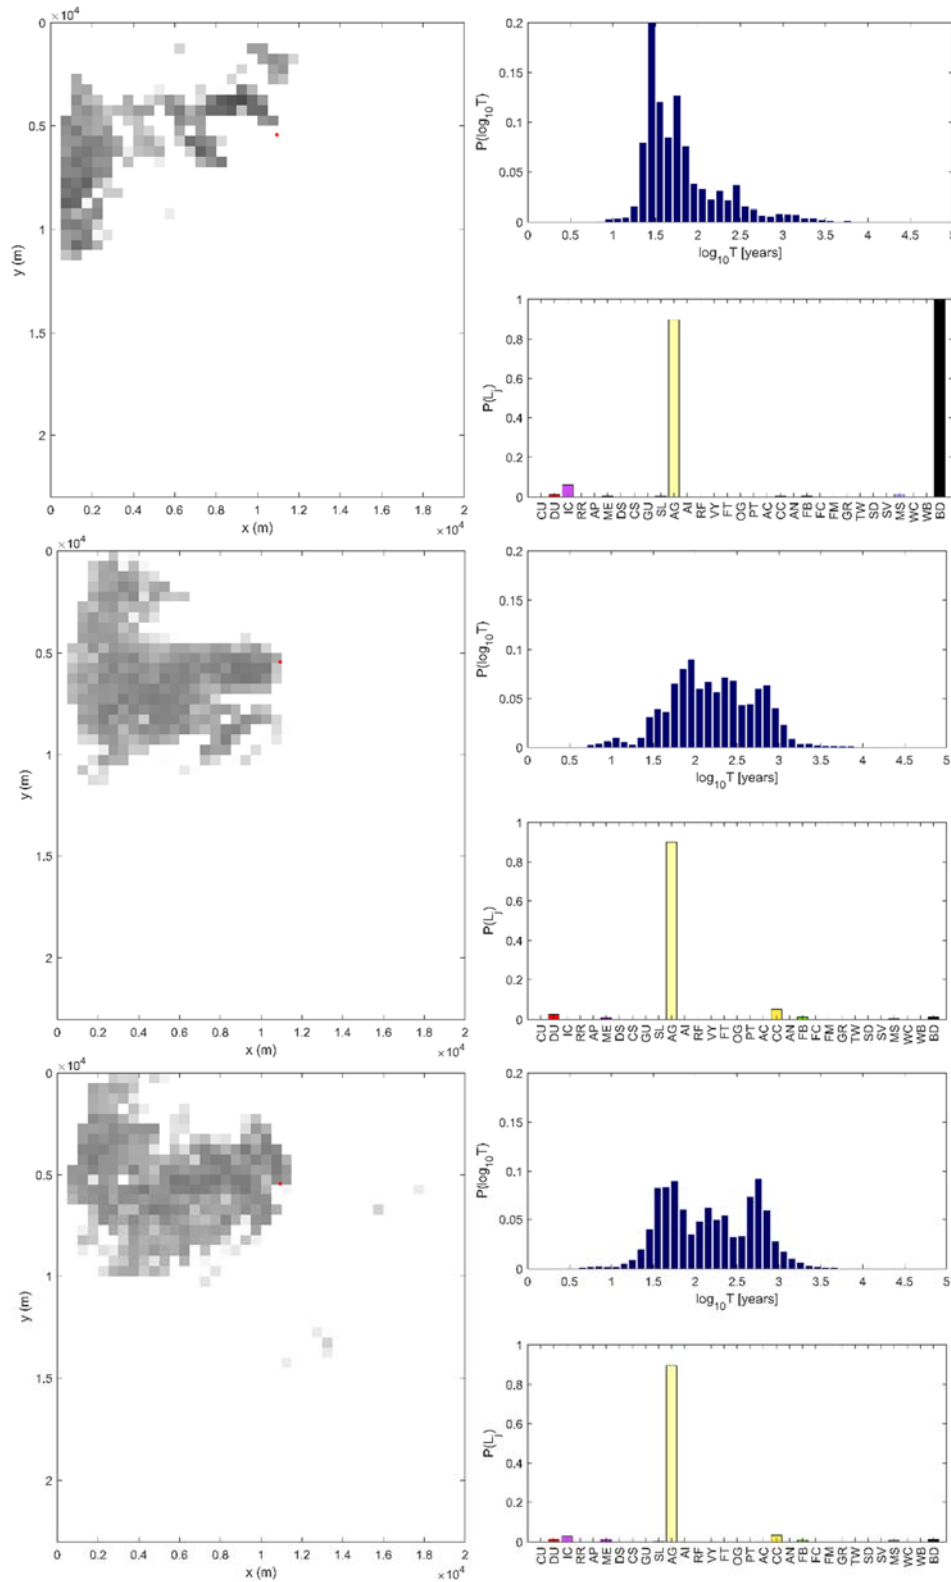 ×10⁴
0
0.5
1
1.5
2
y (m)
0 0.2 0.4 0.6 0.8 1 1.2 1.4 1.6 1.8 2
x (m)
×10⁴
0.2
0.15
0.1
0.05
0
P(log₁₀T)
0 0.5 1 1.5 2 2.5 3 3.5 4 4.5 5
log₁₀T [years]
1
0.8
0.6
0.4
0.2
0
P(Lⱼ)
CU DU IC RR AP ME DS CS GU SL AG AI RF VY FT OG PT AC CC AN FB FC FM GR TW SD SV MS WC WB BD
×10⁴
0
0.5
1
1.5
2
y (m)
0 0.2 0.4 0.6 0.8 1 1.2 1.4 1.6 1.8 2
x (m)
×10⁴
0.2
0.15
0.1
0.05
0
P(log₁₀T)
0 0.5 1 1.5 2 2.5 3 3.5 4 4.5 5
log₁₀T [years]
1
0.8
0.6
0.4
0.2
0
P(Lⱼ)
CU DU IC RR AP ME DS CS GU SL AG AI RF VY FT OG PT AC CC AN FB FC FM GR TW SD SV MS WC WB BD
×10⁴
0
0.5
1
1.5
2
y (m)
0 0.2 0.4 0.6 0.8 1 1.2 1.4 1.6 1.8 2
x (m)
×10⁴
0.2
0.15
0.1
0.05
0
P(log₁₀T)
0 0.5 1 1.5 2 2.5 3 3.5 4 4.5 5
log₁₀T [years]
1
0.8
0.6
0.4
0.2
0
P(Lⱼ)
CU DU IC RR AP ME DS CS GU SL AG AI RF VY FT OG PT AC CC AN FB FC FM GR TW SD SV MS WC WB BD